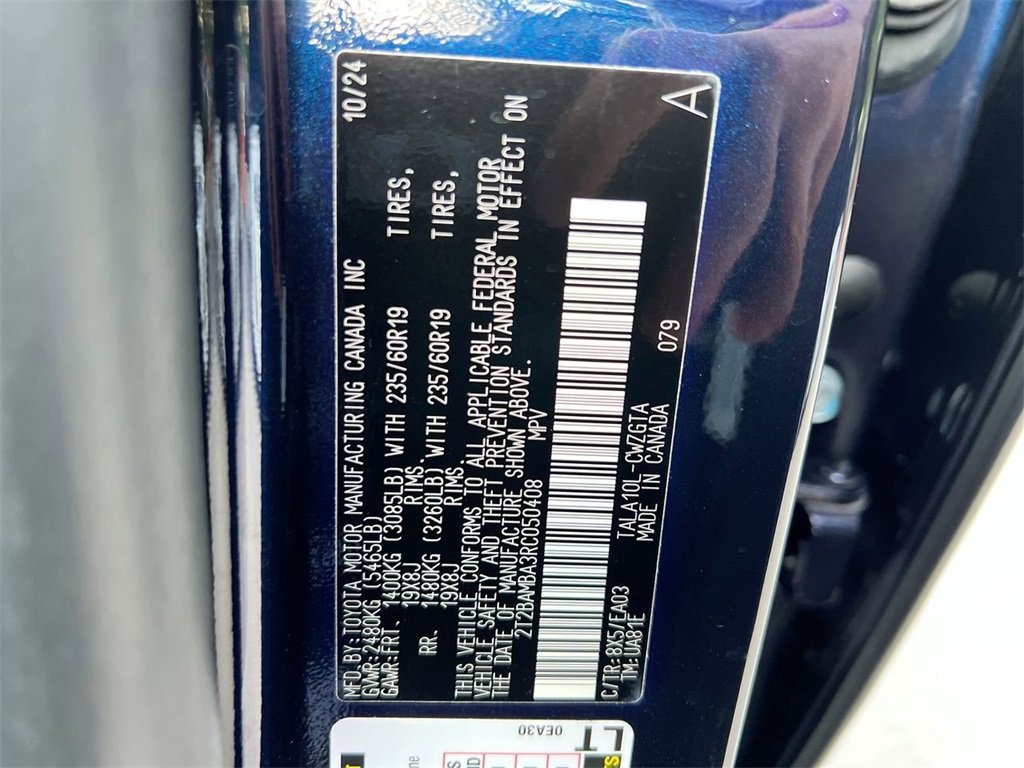 MFD.BY:TOYOTA MOTOR MANUFACTURING CANADA INC 10/24
GVWR:2480KG (5465LB)
GAWR:FRT. 1400KG (3085LB) WITH 235/60R19 TIRES,
19X8J RIMS.
RR. 1480KG (3260LB) WITH 235/60R19 TIRES,
19X8J RIMS.
THIS VEHICLE CONFORMS TO ALL APPLICABLE FEDERAL MOTOR
VEHICLE SAFETY AND THEFT PREVENTION STANDARDS IN EFFECT ON
THE DATE OF MANUFACTURE SHOWN ABOVE.
2T2BAMBA3RC050408 MPV
C/TR:8X5/EA03 TALA10L-CWZGTA 079 A
TM:UA81E MADE IN CANADA
0EA30
LT